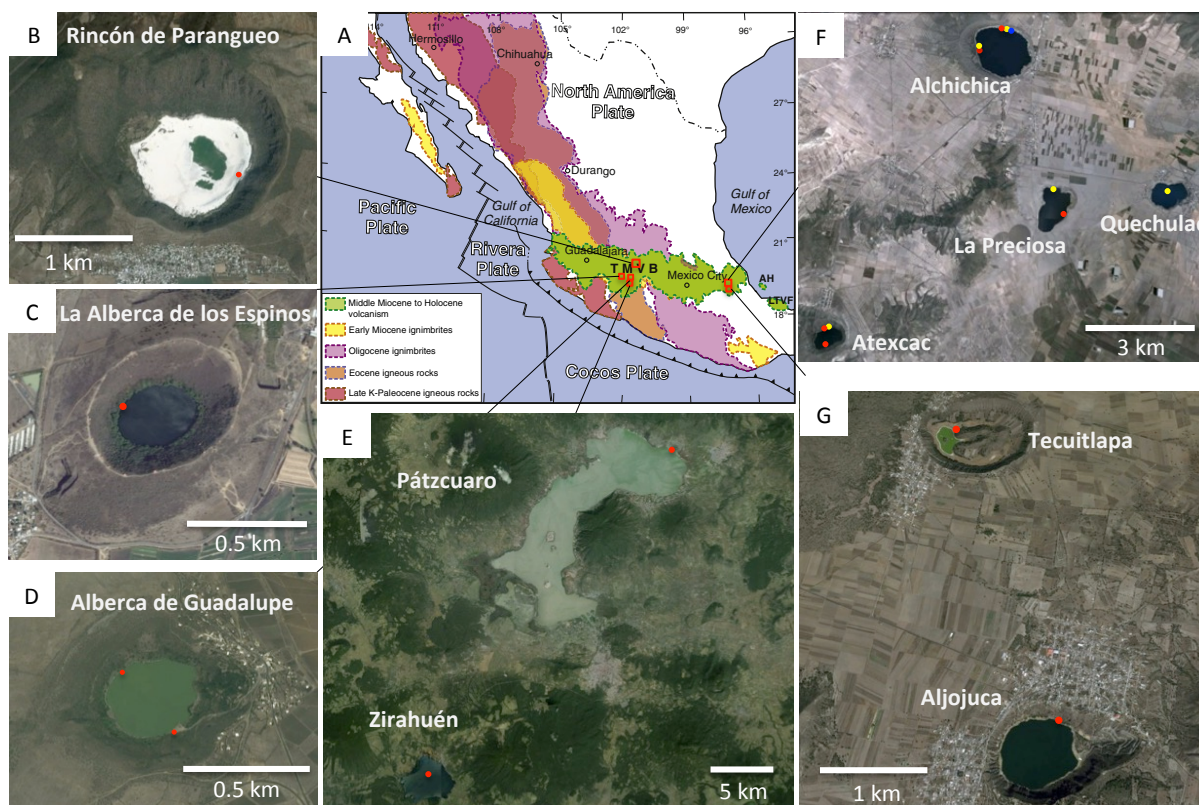 B
Rincón de Parangueo
1 km
A
114°
111°
108°
105°
102°
99°
96°
Hermosillo
Chihuahua
North America
Plate
27°
Durango
24°
Gulf of
Mexico
Gulf of
California
Pacific
Plate
Rivera
Plate
21°
Guadalajara
T M V B
Mexico City
AH
LTVF
18°
Cocos Plate
Middle Miocene to Holocene
volcanism
Early Miocene ignimbrites
Oligocene ignimbrites
Eocene igneous rocks
Late K-Paleocene igneous rocks
F
Alchichica
La Preciosa
Quechulac
Atexcac
3 km
C
La Alberca de los Espinos
0.5 km
D
Alberca de Guadalupe
0.5 km
E
Pátzcuaro
Zirahuén
5 km
G
Tecuitlapa
Aljojuca
1 km